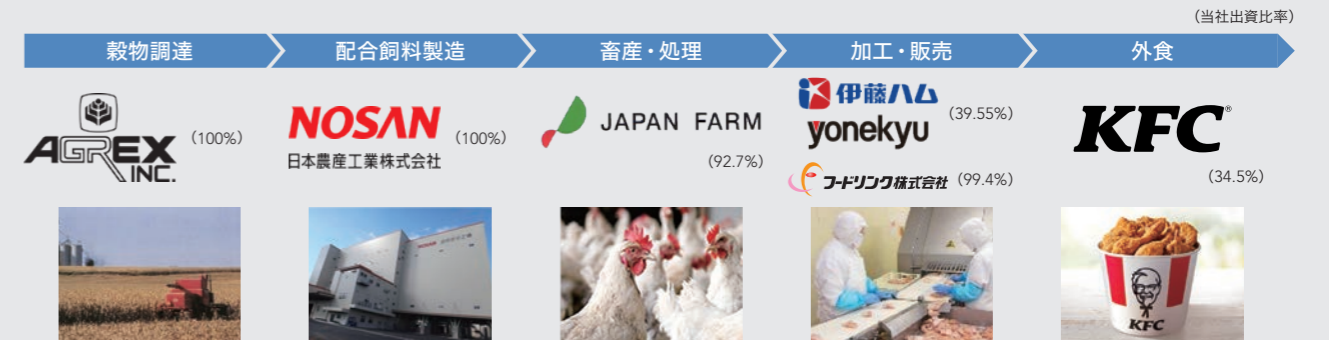 (当社出資比率)
穀物調達
配合飼料製造
畜産・処理
加工・販売
外食
AGREX
INC.
(100%)
NOSAN
日本農産工業株式会社
(100%)
JAPAN FARM
(92.7%)
伊藤ハム
yonekyu
(39.55%)
フードリンク株式会社
(99.4%)
KFC®
(34.5%)
NOSAN
KFC